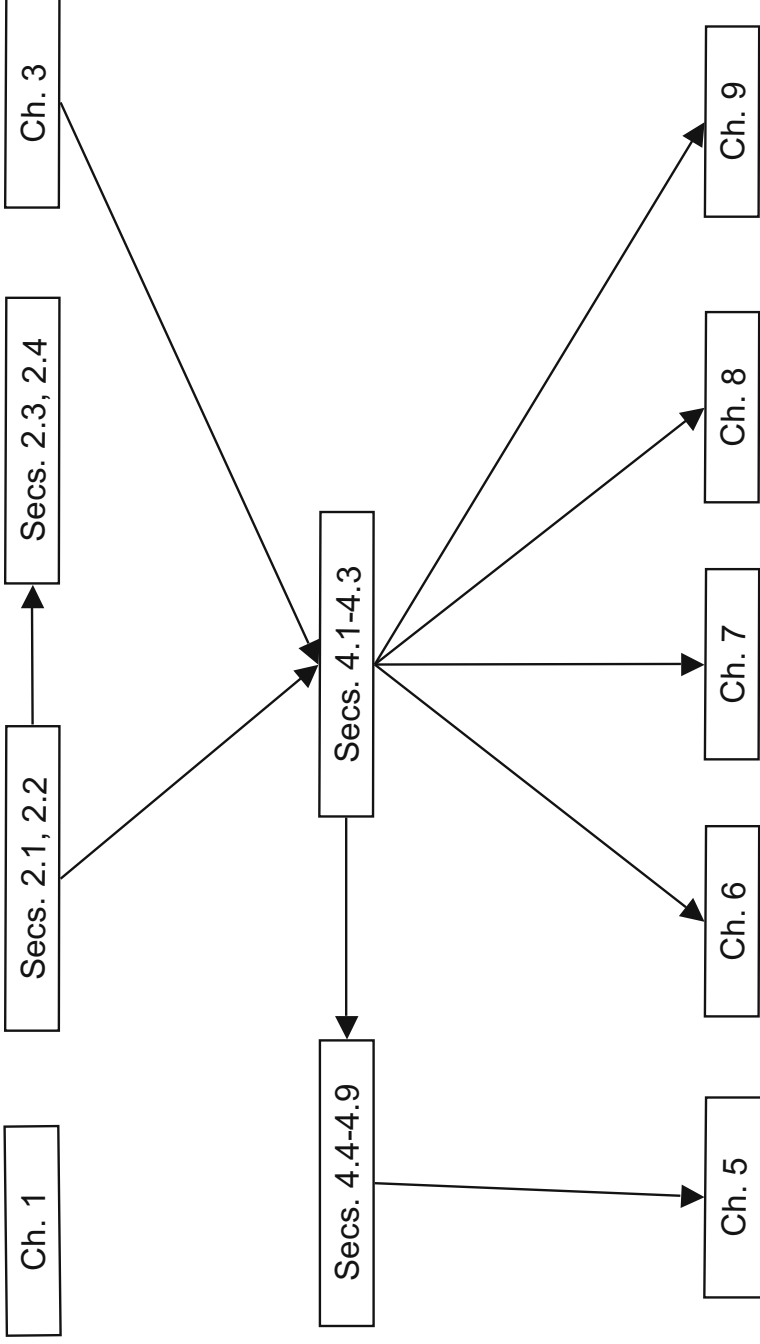 Ch. 1
Secs. 2.1, 2.2
Secs. 2.3, 2.4
Ch. 3
Secs. 4.4-4.9
Secs. 4.1-4.3
Ch. 5
Ch. 6
Ch. 7
Ch. 8
Ch. 9